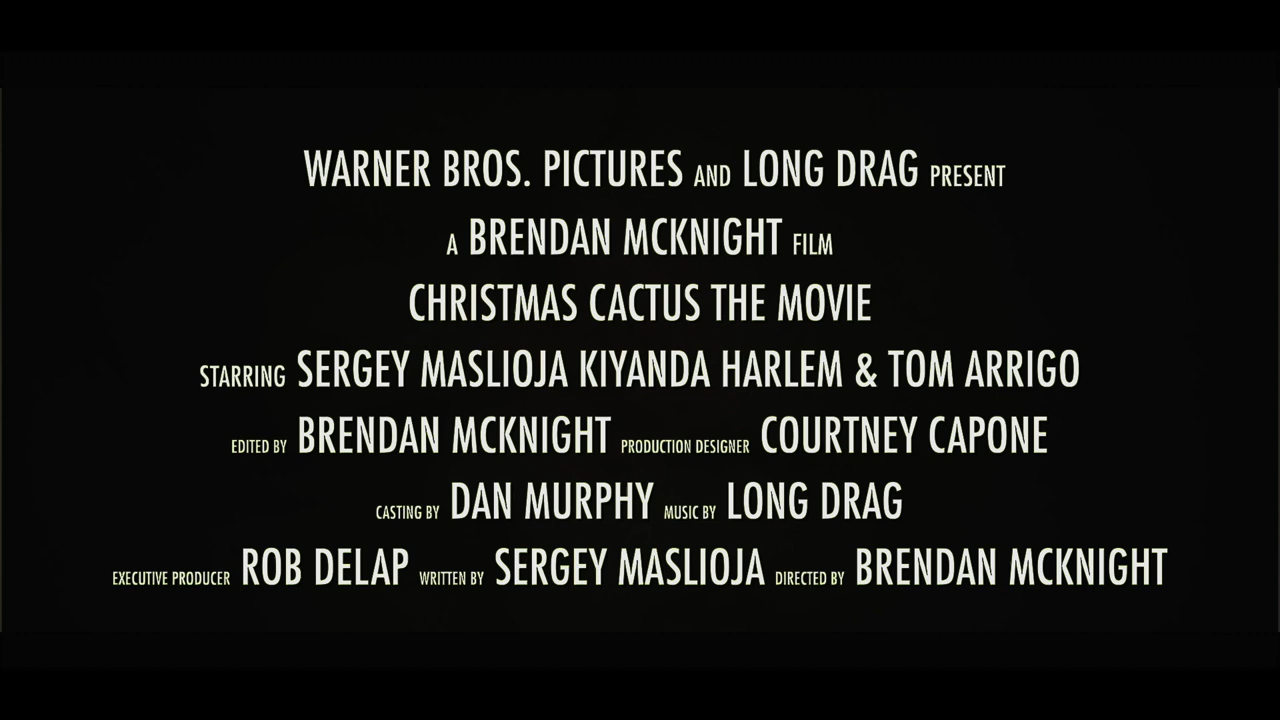 WARNER BROS. PICTURES AND LONG DRAG PRESENT
A BRENDAN MCKNIGHT FILM
CHRISTMAS CACTUS THE MOVIE
STARRING SERGEY MASLIOJA KIYANDA HARLEM & TOM ARRIGO
EDITED BY BRENDAN MCKNIGHT PRODUCTION DESIGNER COURTNEY CAPONE
CASTING BY DAN MURPHY MUSIC BY LONG DRAG
EXECUTIVE PRODUCER ROB DELAP WRITTEN BY SERGEY MASLIOJA DIRECTED BY BRENDAN MCKNIGHT